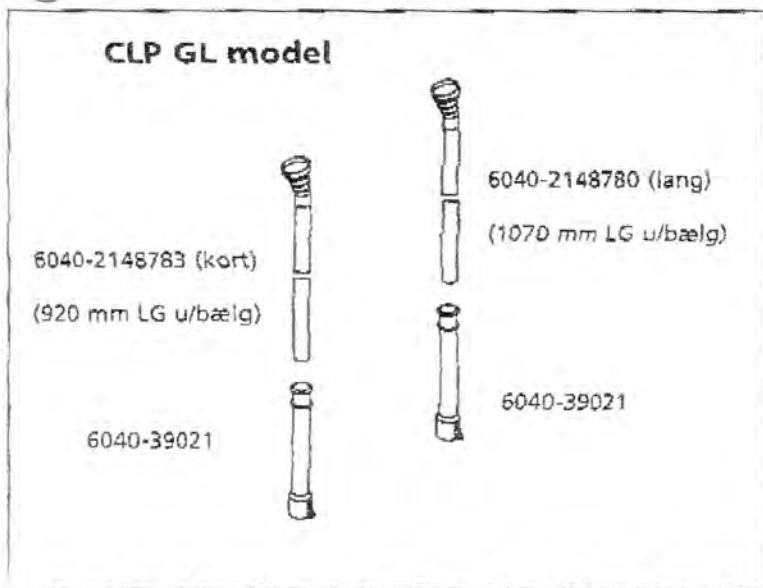 CLP GL model
6040-2148780 (lang)
(1070 mm LG u/bælg)
6040-2148783 (kort)
(920 mm LG u/bælg)
6040-39021
6040-39021